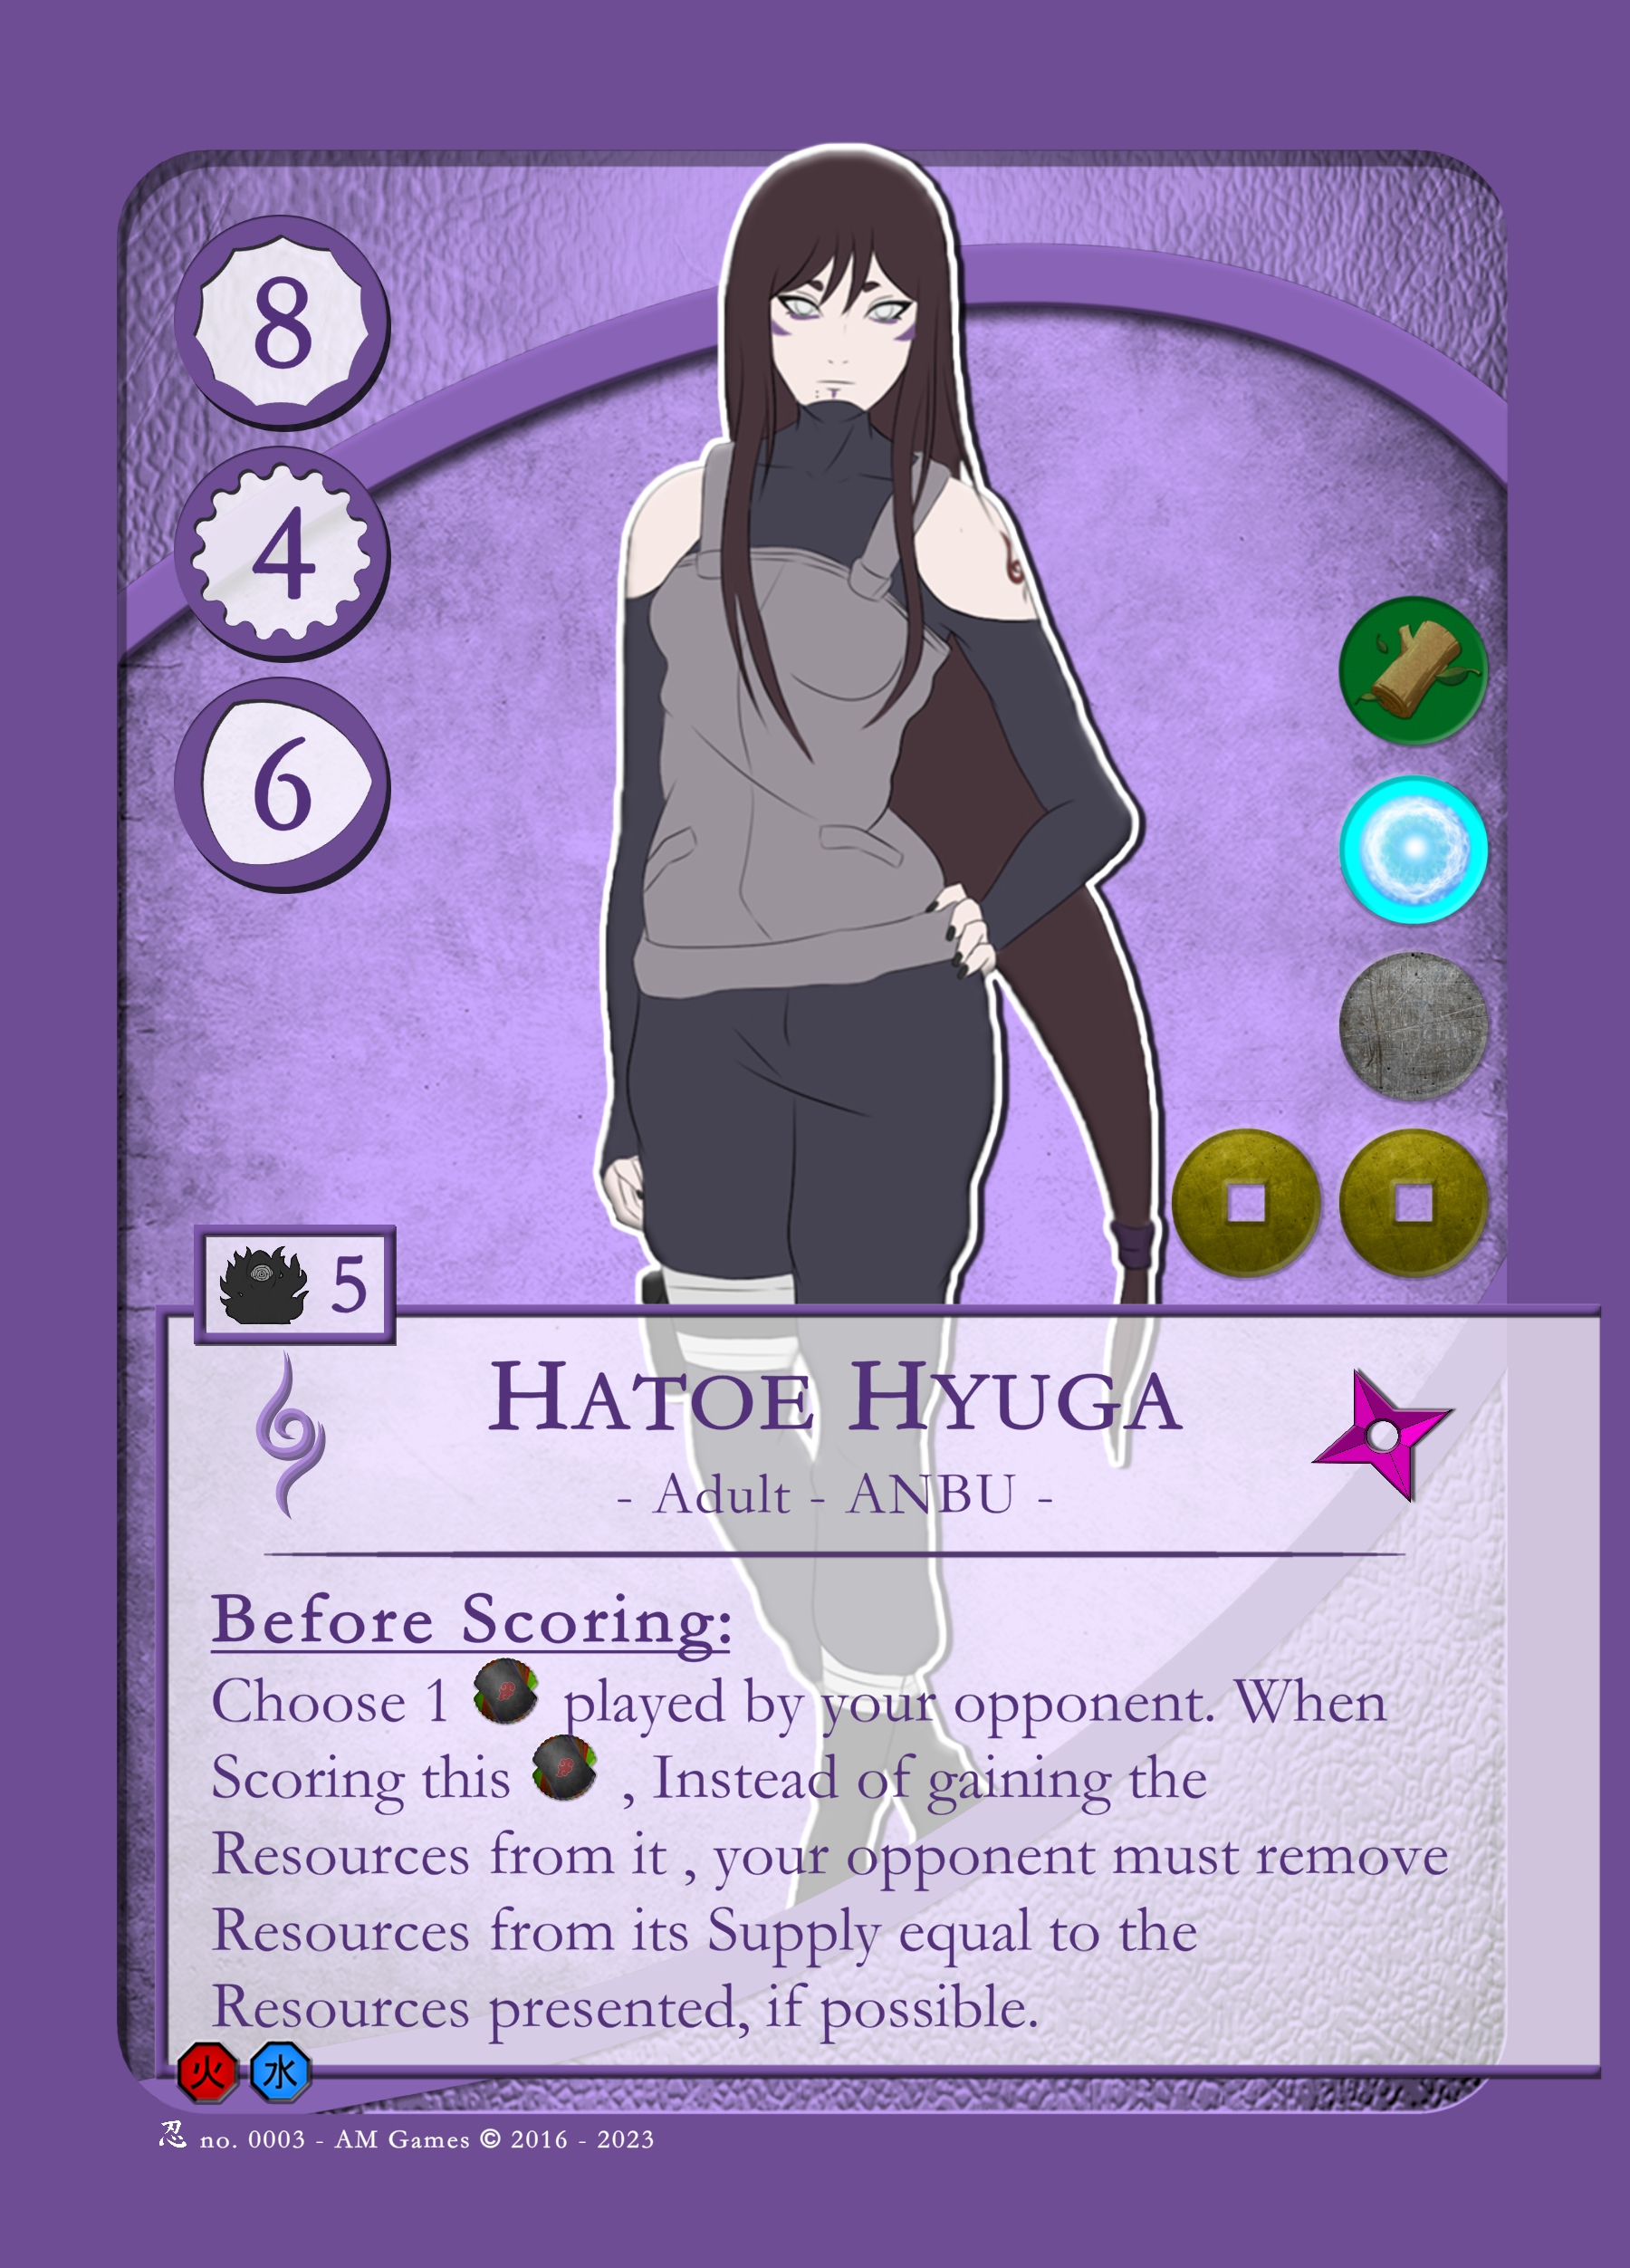 8
4
6
5
Hatoe Hyuga
- Adult - ANBU -
Before Scoring:
Choose 1 played by your opponent. When
Scoring this , Instead of gaining the
Resources from it , your opponent must remove
Resources from its Supply equal to the
Resources presented, if possible.
火 水
忍 no. 0003 - AM Games © 2016 - 2023